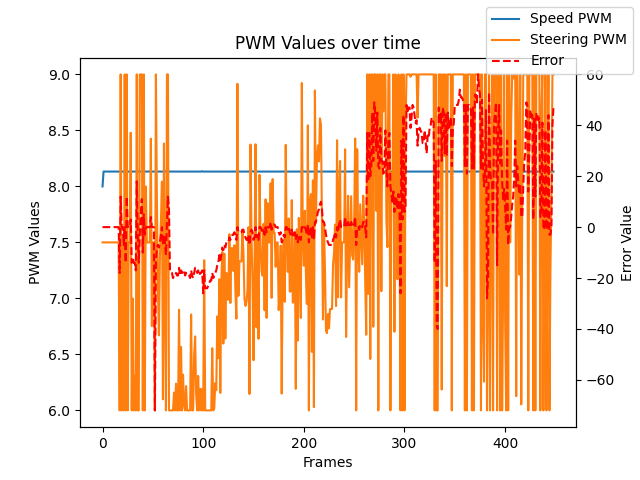 Speed PWM
Steering PWM
Error
PWM Values over time
9.0
8.5
8.0
7.5
7.0
6.5
6.0
PWM Values
60
40
20
0
−20
−40
−60
Error Value
0 100 200 300 400
Frames